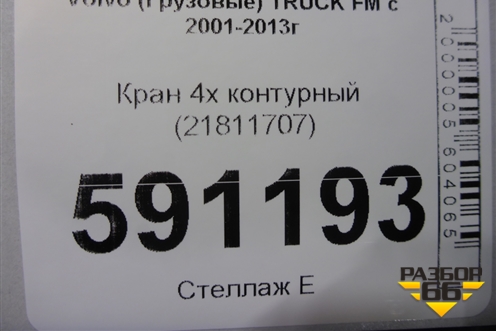 Volvo (Грузовые) TRUCK FM с
2001-2013г
Кран 4х контурный
(21811707)
591193
Стеллаж Е
2000005604065
РАЗБОР
66